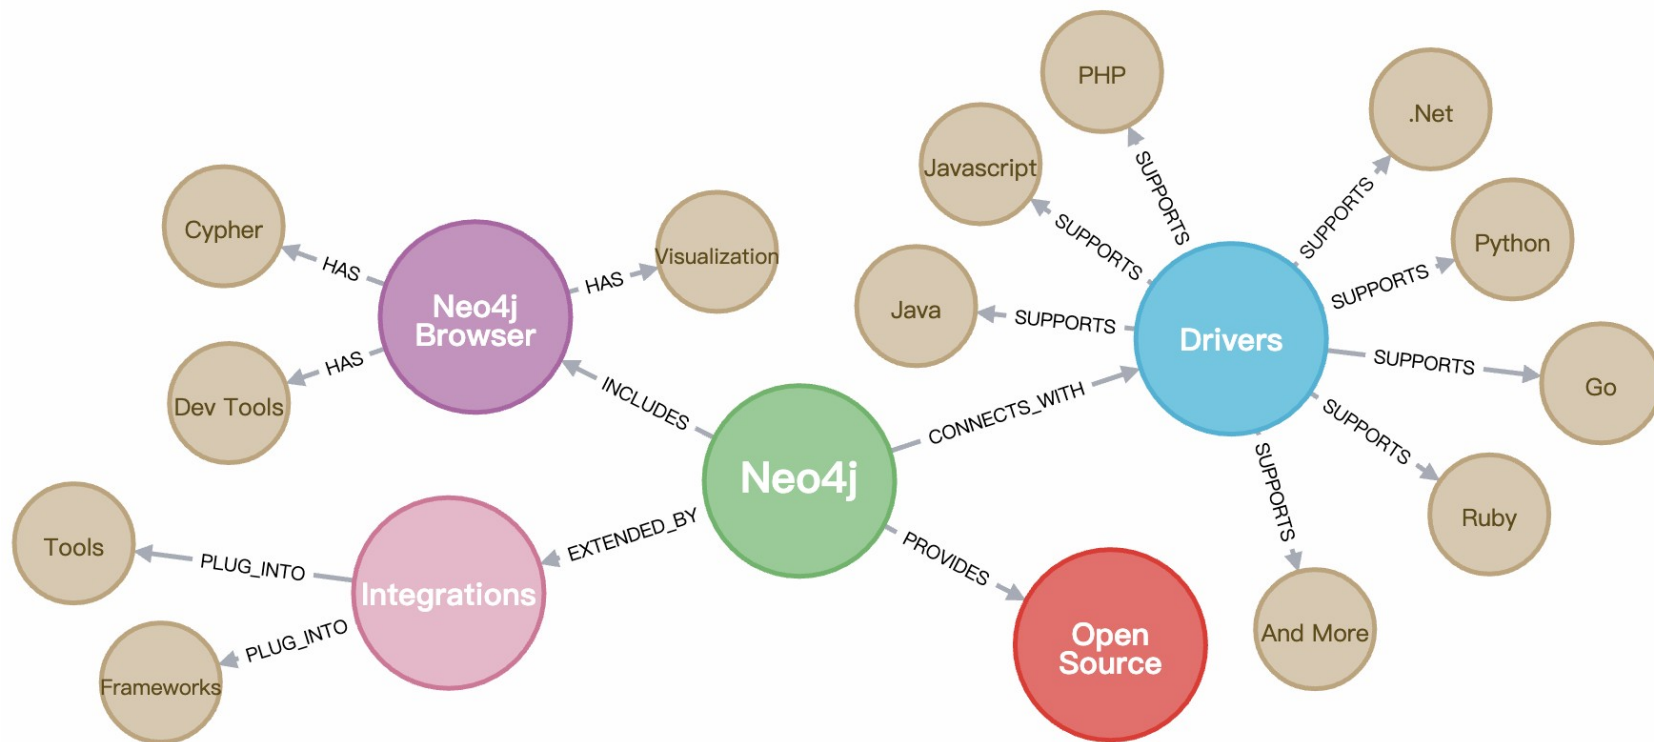 PHP
.Net
Javascript
SUPPORTS
SUPPORTS
Cypher
Visualization
SUPPORTS
Python
HAS
HAS
SUPPORTS
Neo4j
Browser
Java
SUPPORTS
Drivers
HAS
SUPPORTS
Go
Dev Tools
INCLUDES
CONNECTS_WITH
SUPPORTS
Neo4j
SUPPORTS
Ruby
Tools
EXTENDED_BY
PROVIDES
PLUG_INTO
Integrations
Open
Source
And More
PLUG_INTO
Frameworks